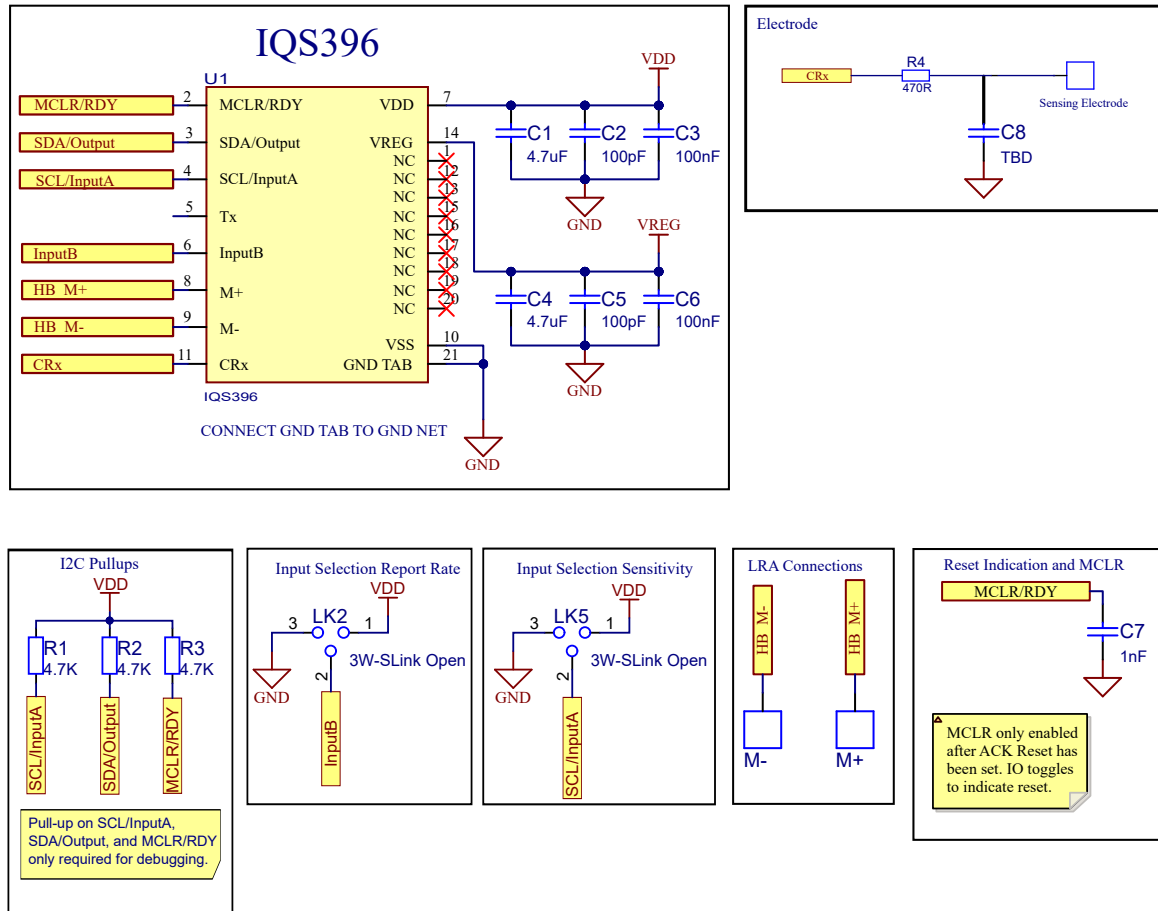 IQS396
U1
MCLR/RDY
2
MCLR/RDY
SDA/Output
3
SDA/Output
SCL/InputA
4
SCL/InputA
5
Tx
InputB
6
InputB
HB M+
8
M+
HB M-
9
M-
CRx
11
CRx
VDD
7
VREG
14
NC
1
NC
12
NC
13
NC
15
NC
16
NC
17
NC
18
NC
19
NC
20
VSS
10
GND TAB
21
IQS396
CONNECT GND TAB TO GND NET
GND
VDD
C1
4.7uF
C2
100pF
C3
100nF
GND
VREG
C4
4.7uF
C5
100pF
C6
100nF
GND
Electrode
CRx
R4
470R
Sensing Electrode
C8
TBD
I2C Pullups
VDD
R1
4.7K
R2
4.7K
R3
4.7K
SCL/InputA
SDA/Output
MCLR/RDY
Pull-up on SCL/InputA,
SDA/Output, and MCLR/RDY
only required for debugging.
Input Selection Report Rate
VDD
3
LK2
1
3W-SLink Open
2
GND
InputB
Input Selection Sensitivity
VDD
3
LK5
1
3W-SLink Open
2
GND
SCL/InputA
LRA Connections
HB M-
HB M+
M-
M+
Reset Indication and MCLR
MCLR/RDY
C7
1nF
MCLR only enabled
after ACK Reset has
been set. IO toggles
to indicate reset.